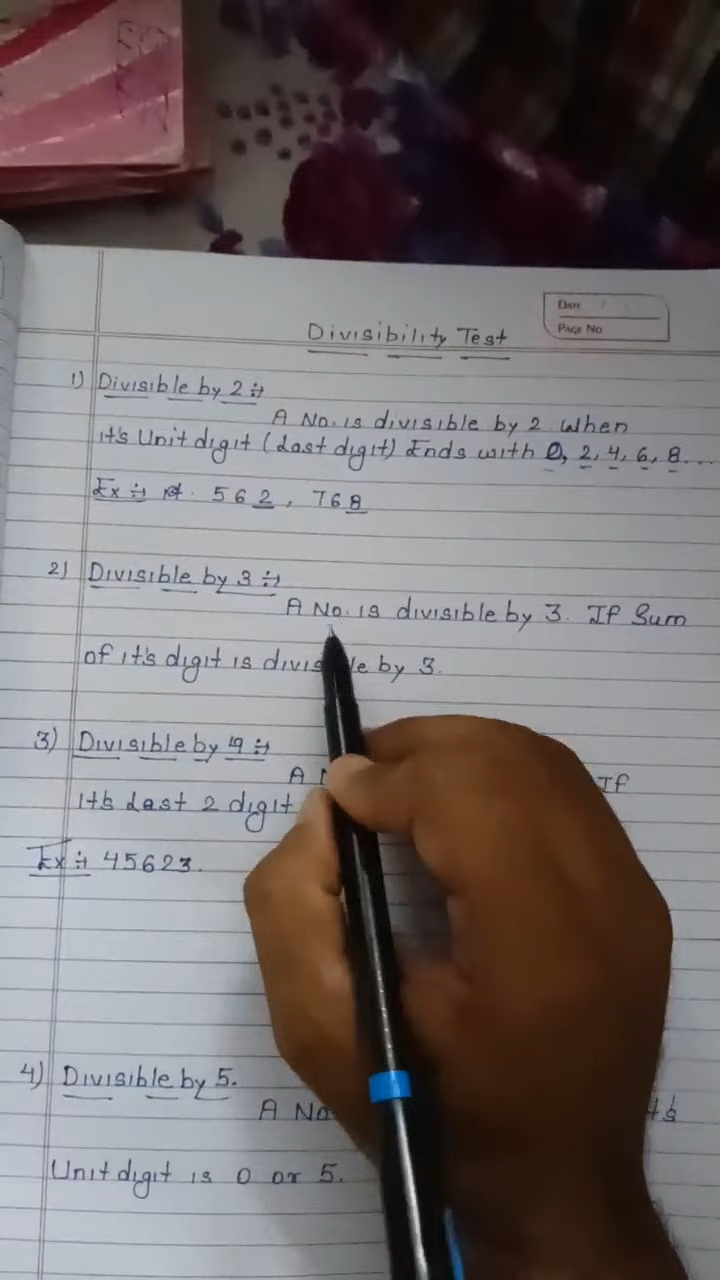 DATE
PAGE NO
Divisibility Test
1) Divisible by 2 :-
A No. is divisible by 2 when
it's Unit digit (Last digit) Ends with 0, 2, 4, 6, 8...
Ex :- 562, 768
2) Divisible by 3 :-
A No. is divisible by 3. If Sum
of it's digit is divisible by 3.
3) Divisible by 4 :-
A If
it's Last 2 digit
Ex :- 45623.
4) Divisible by 5.
A No
Unit digit is 0 or 5.